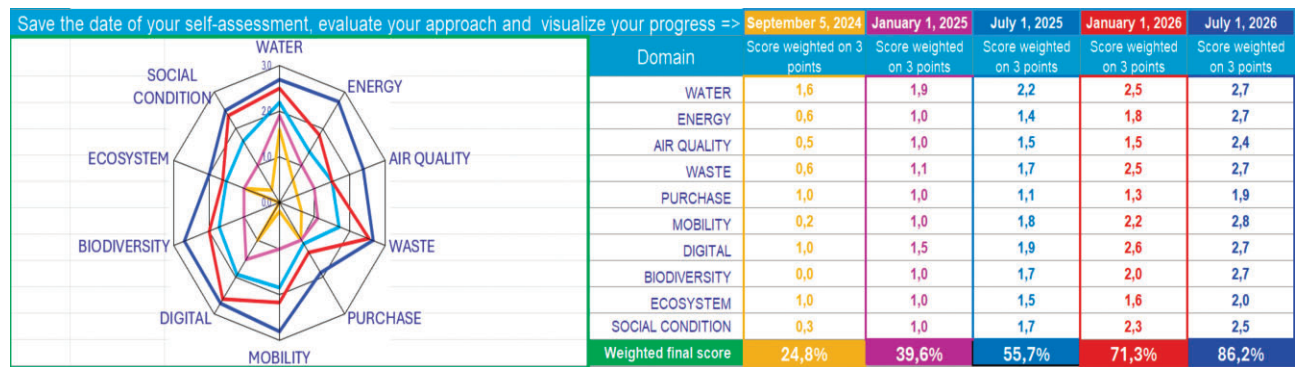 Save the date of your self-assessment, evaluate your approach and visualize your progress =>
September 5, 2024 January 1, 2025 July 1, 2025 January 1, 2026 July 1, 2026
WATER
3.0
SOCIAL
CONDITION
ENERGY
2.0
ECOSYSTEM
1.0
AIR QUALITY
0.0
BIODIVERSITY
WASTE
DIGITAL
PURCHASE
MOBILITY
Domain
Score weighted on 3 points
Score weighted on 3 points
Score weighted on 3 points
Score weighted on 3 points
Score weighted on 3 points
WATER 1,6 1,9 2,2 2,5 2,7
ENERGY 0,6 1,0 1,4 1,8 2,7
AIR QUALITY 0,5 1,0 1,5 1,5 2,4
WASTE 0,6 1,1 1,7 2,5 2,7
PURCHASE 1,0 1,0 1,1 1,3 1,9
MOBILITY 0,2 1,0 1,8 2,2 2,8
DIGITAL 1,0 1,5 1,9 2,6 2,7
BIODIVERSITY 0,0 1,0 1,7 2,0 2,7
ECOSYSTEM 1,0 1,0 1,5 1,6 2,0
SOCIAL CONDITION 0,3 1,0 1,7 2,3 2,5
Weighted final score 24,8% 39,6% 55,7% 71,3% 86,2%